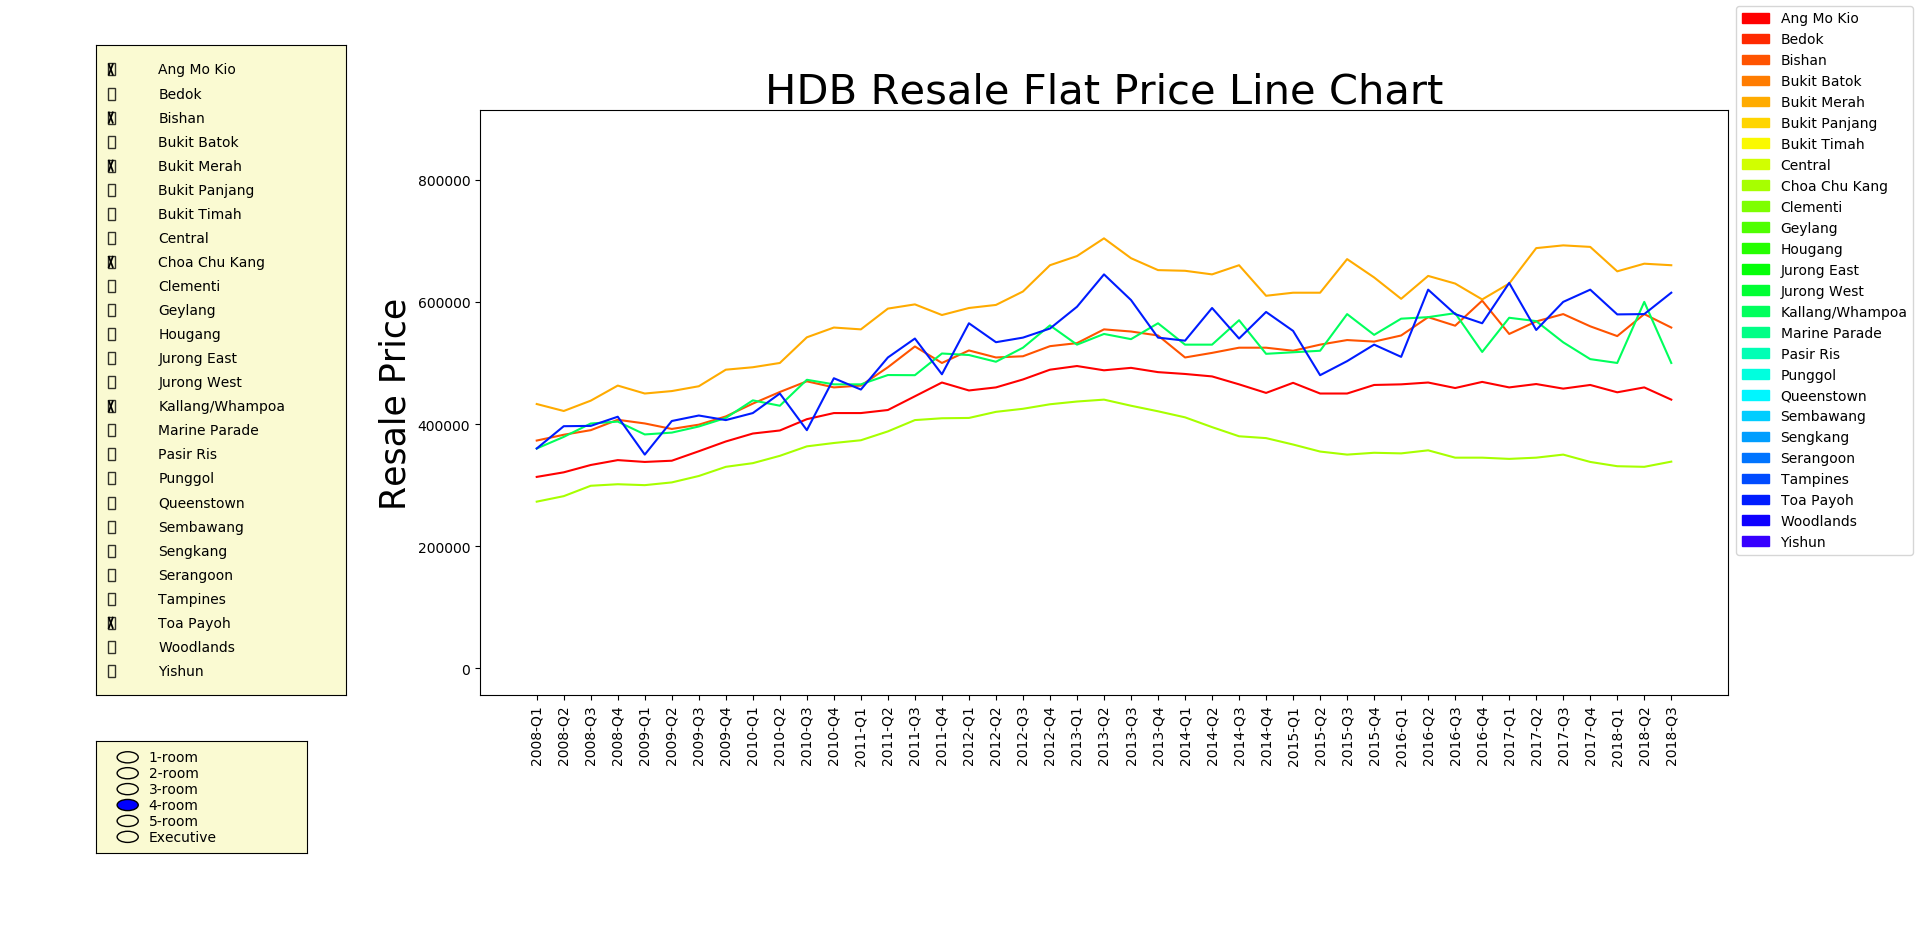 Ang Mo Kio
Bedok
Bishan
Bukit Batok
Bukit Merah
Bukit Panjang
Bukit Timah
Central
Choa Chu Kang
Clementi
Geylang
Hougang
Jurong East
Jurong West
Kallang/Whampoa
Marine Parade
Pasir Ris
Punggol
Queenstown
Sembawang
Sengkang
Serangoon
Tampines
Toa Payoh
Woodlands
Yishun
1-room
2-room
3-room
4-room
5-room
Executive
HDB Resale Flat Price Line Chart
Resale Price
800000
600000
400000
200000
0
2008-Q1
2008-Q2
2008-Q3
2008-Q4
2009-Q1
2009-Q2
2009-Q3
2009-Q4
2010-Q1
2010-Q2
2010-Q3
2010-Q4
2011-Q1
2011-Q2
2011-Q3
2011-Q4
2012-Q1
2012-Q2
2012-Q3
2012-Q4
2013-Q1
2013-Q2
2013-Q3
2013-Q4
2014-Q1
2014-Q2
2014-Q3
2014-Q4
2015-Q1
2015-Q2
2015-Q3
2015-Q4
2016-Q1
2016-Q2
2016-Q3
2016-Q4
2017-Q1
2017-Q2
2017-Q3
2017-Q4
2018-Q1
2018-Q2
2018-Q3
Ang Mo Kio
Bedok
Bishan
Bukit Batok
Bukit Merah
Bukit Panjang
Bukit Timah
Central
Choa Chu Kang
Clementi
Geylang
Hougang
Jurong East
Jurong West
Kallang/Whampoa
Marine Parade
Pasir Ris
Punggol
Queenstown
Sembawang
Sengkang
Serangoon
Tampines
Toa Payoh
Woodlands
Yishun